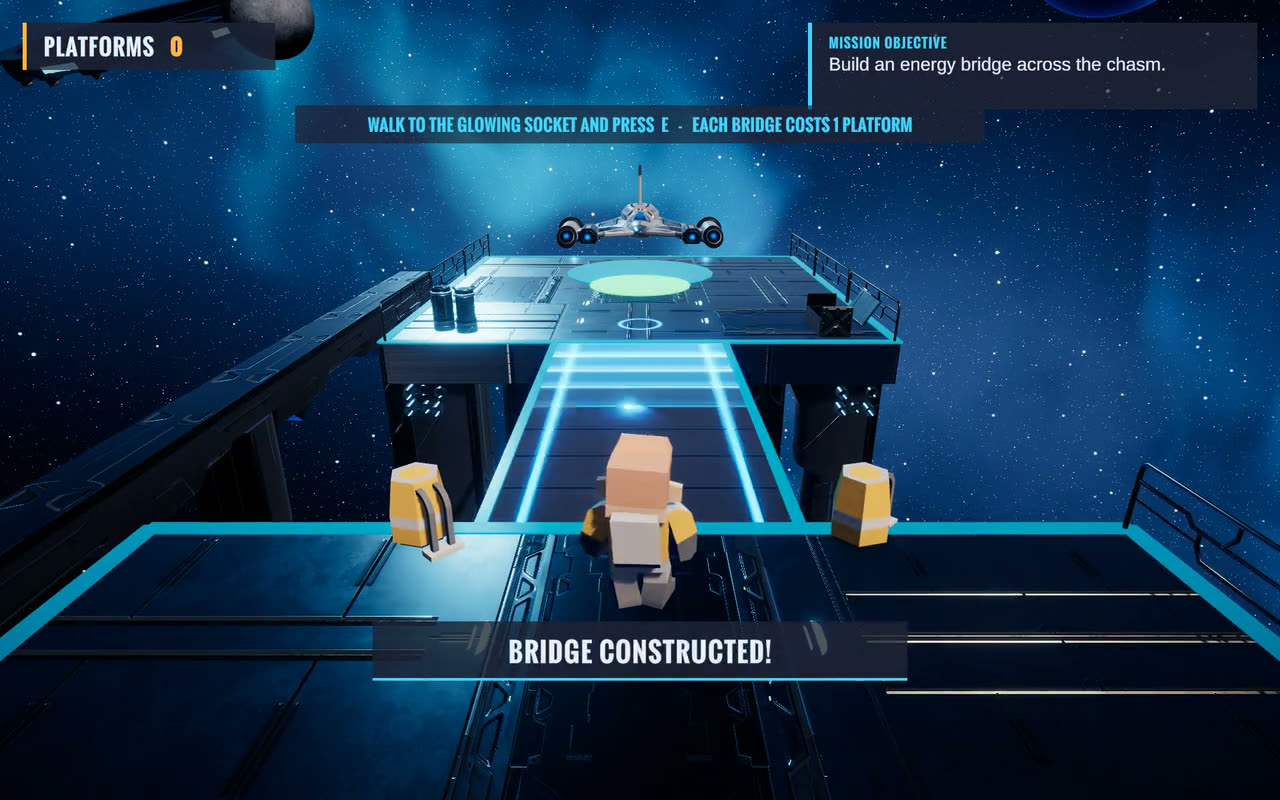 PLATFORMS 0
MISSION OBJECTIVE
Build an energy bridge across the chasm.
WALK TO THE GLOWING SOCKET AND PRESS E - EACH BRIDGE COSTS 1 PLATFORM
BRIDGE CONSTRUCTED!